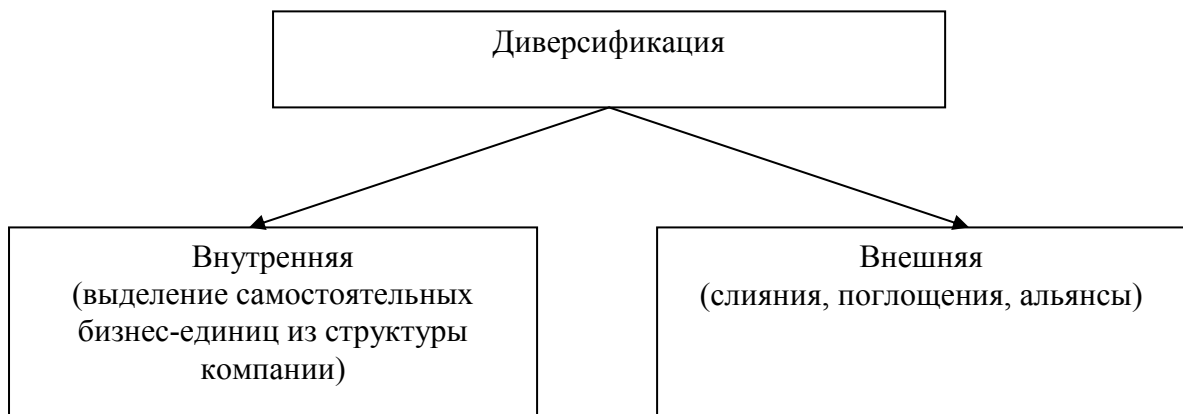 Диверсификация
Внутренняя
(выделение самостоятельных
бизнес-единиц из структуры
компании)
Внешняя
(слияния, поглощения, альянсы)